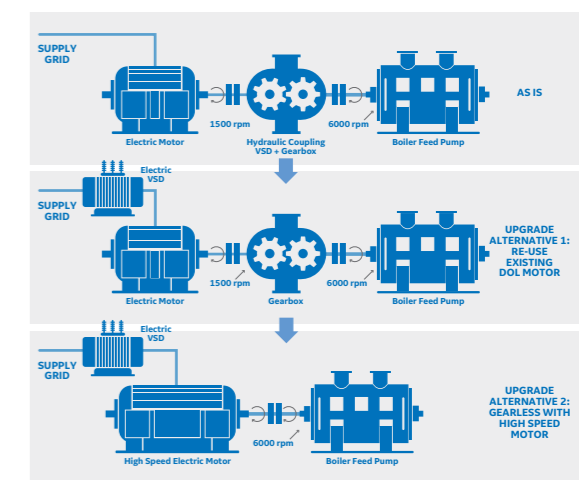 SUPPLY
GRID
1500 rpm
6000 rpm
Electric Motor
Hydraulic Coupling
VSD + Gearbox
Boiler Feed Pump
AS IS
Electric
VSD
SUPPLY
GRID
1500 rpm
6000 rpm
Electric Motor
Gearbox
Boiler Feed Pump
UPGRADE
ALTERNATIVE 1:
RE-USE
EXISTING
DOL MOTOR
Electric
VSD
SUPPLY
GRID
6000 rpm
High Speed Electric Motor
Boiler Feed Pump
UPGRADE
ALTERNATIVE 2:
GEARLESS WITH
HIGH SPEED
MOTOR